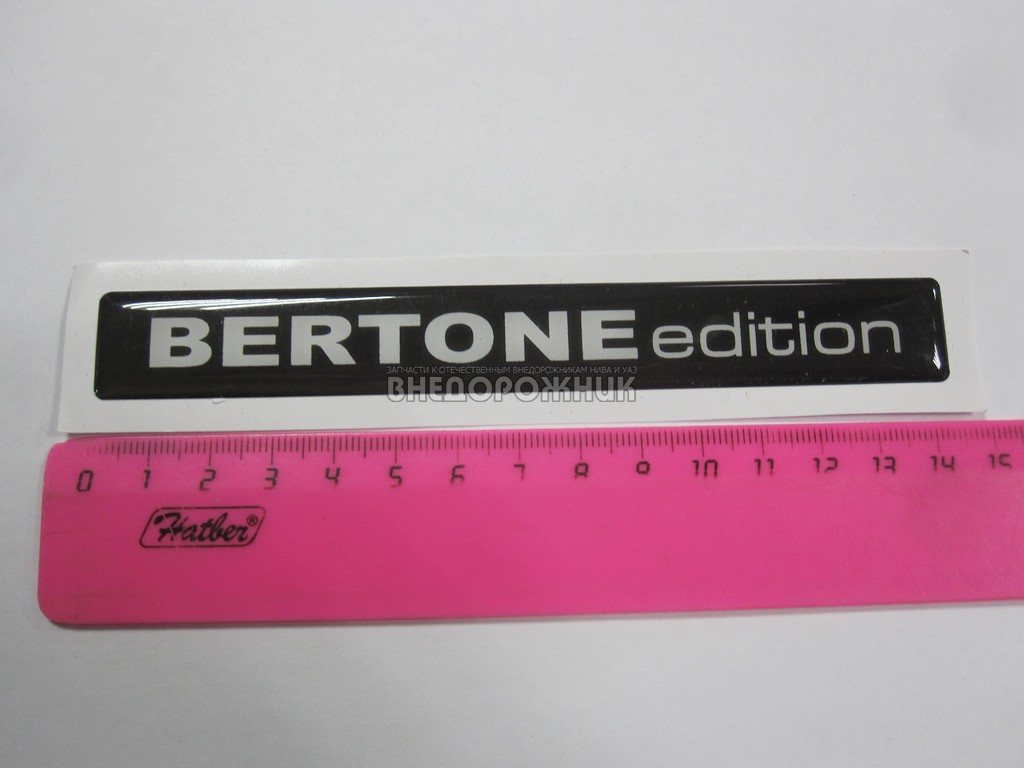 BERTONE edition
ЗАПЧАСТИ К ОТЕЧЕСТВЕННЫМ ВНЕДОРОЖНИКАМ НИВА И УАЗ
ВНЕДОРОЖНИК
0 1 2 3 4 5 6 7 8 9 10 11 12 13 14 15
Hatber®